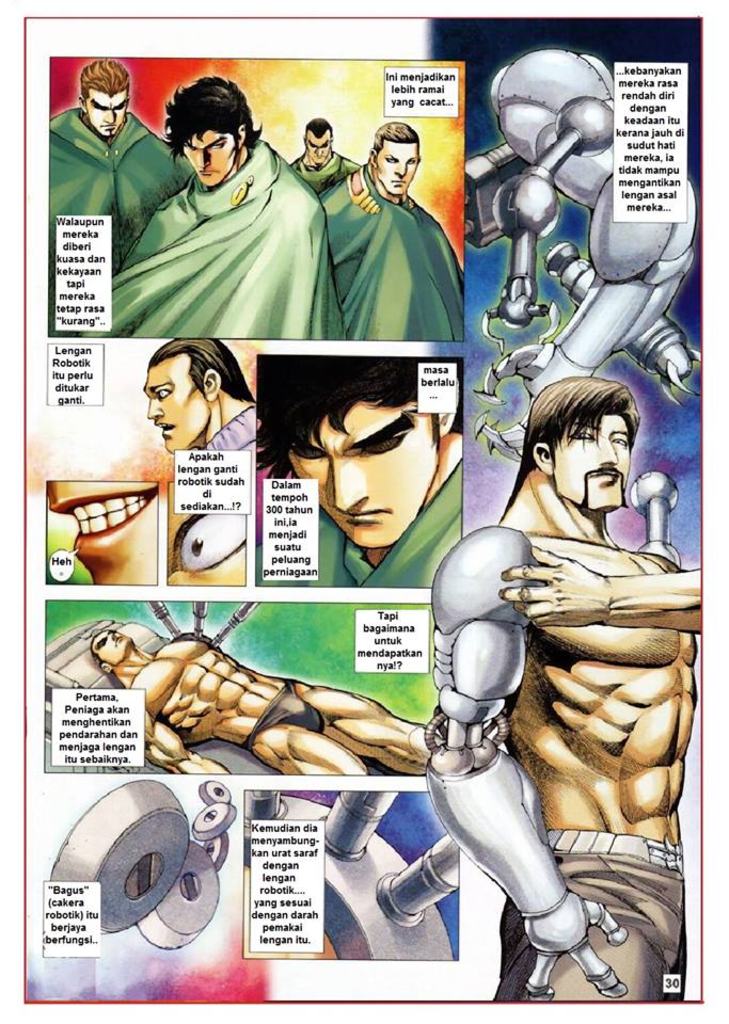 Ini menjadikan
lebih ramai
yang cacat...
Walaupun
mereka
diberi
kuasa dan
kekayaan
tapi
mereka
tetap rasa
"kurang"..
...kebanyakan
mereka rasa
rendah diri
dengan
keadaan itu
kerana jauh di
sudut hati
mereka, ia
tidak mampu
mengantikan
lengan asal
mereka...
Lengan
Robotik
itu perlu
ditukar
ganti.
Apakah
lengan ganti
robotik sudah
di
sediakan...!?
Heh
masa
berlalu
...
Dalam
tempoh
300 tahun
ini,ia
menjadi
suatu
peluang
perniagaan
Tapi
bagaimana
untuk
mendapatkan
nya!?
Pertama,
Peniaga akan
menghentikan
pendarahan dan
menjaga lengan
itu sebaiknya.
"Bagus"
(cakera
robotik) itu
berjaya
berfungsi..
Kemudian dia
menyambung-
kan urat saraf
dengan
lengan
robotik....
yang sesuai
dengan darah
pemakai
lengan itu.
30